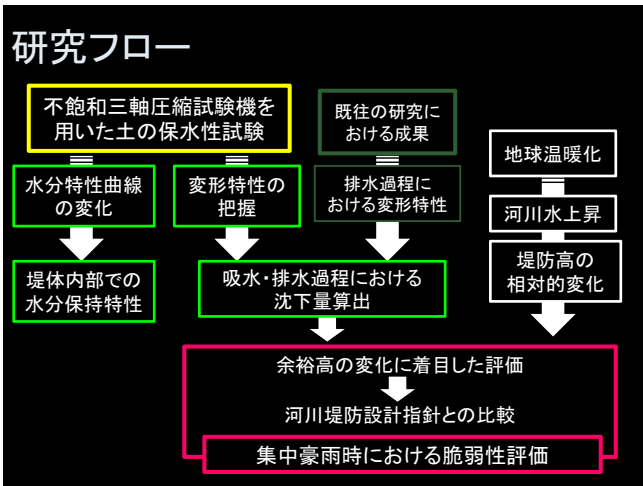 研究フロー
不飽和三軸圧縮試験機を
用いた土の保水性試験
既往の研究に
おける成果
地球温暖化
水分特性曲線
の変化
変形特性の
把握
排水過程に
おける変形特性
河川水上昇
堤防高の
相対的変化
堤体内部での
水分保持特性
吸水・排水過程における
沈下量算出
余裕高の変化に着目した評価
河川堤防設計指針との比較
集中豪雨時における脆弱性評価